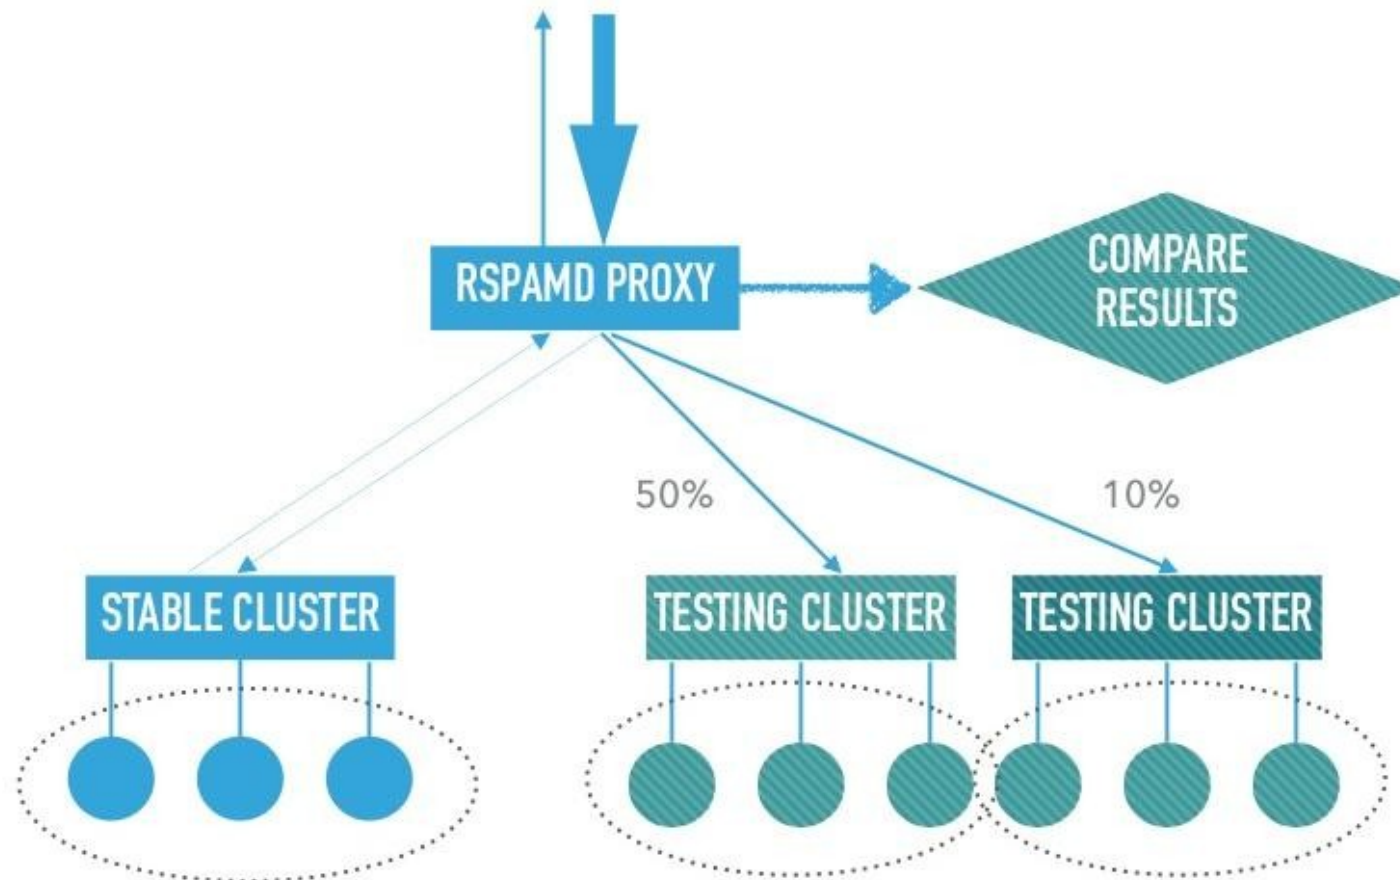 RSPAMD PROXY
COMPARE
RESULTS
50%
10%
STABLE CLUSTER
TESTING CLUSTER
TESTING CLUSTER